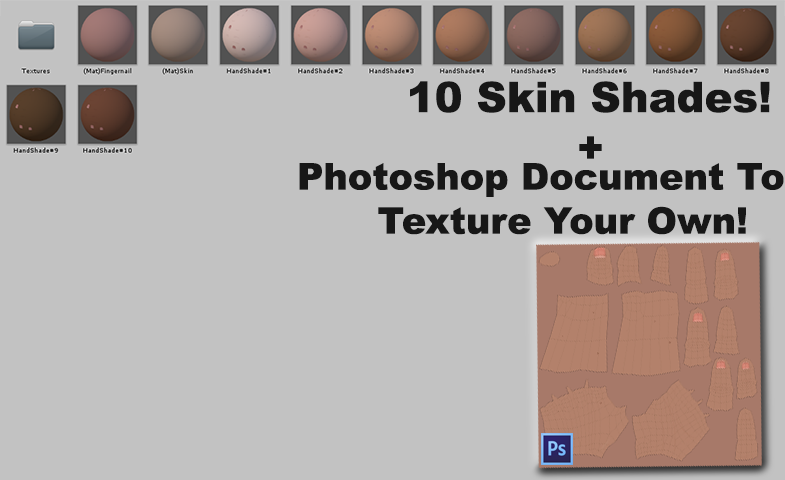 Textures
(Mat)Fingernail
(Mat)Skin
HandShade#1
HandShade#2
HandShade#3
HandShade#4
HandShade#5
HandShade#6
HandShade#7
HandShade#8
HandShade#9
HandShade#10
10 Skin Shades!
+
Photoshop Document To
Texture Your Own!
Ps